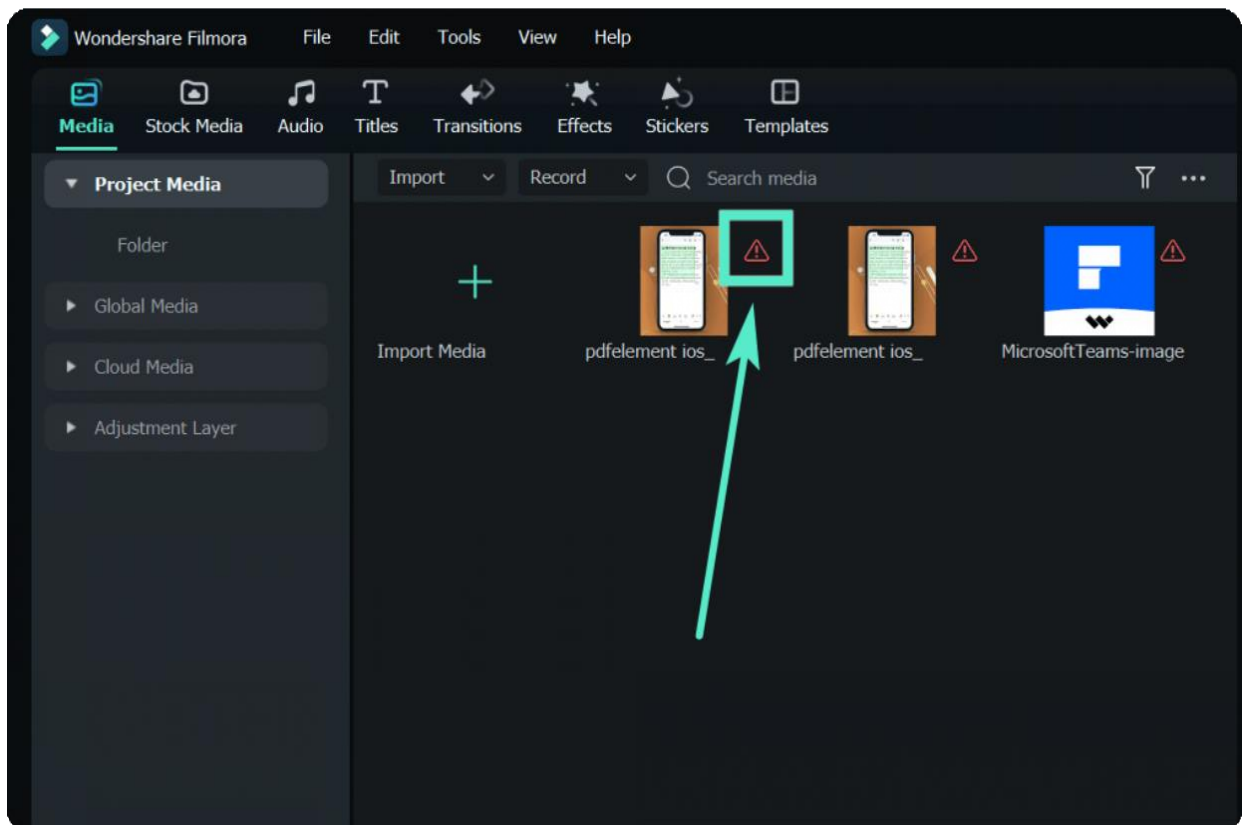 Wondershare Filmora File Edit Tools View Help
Media Stock Media Audio Titles Transitions Effects Stickers Templates
Project Media
Folder
Global Media
Cloud Media
Adjustment Layer
Import Record Search media
Import Media pdfelement ios_ pdfelement ios_ MicrosoftTeams-image